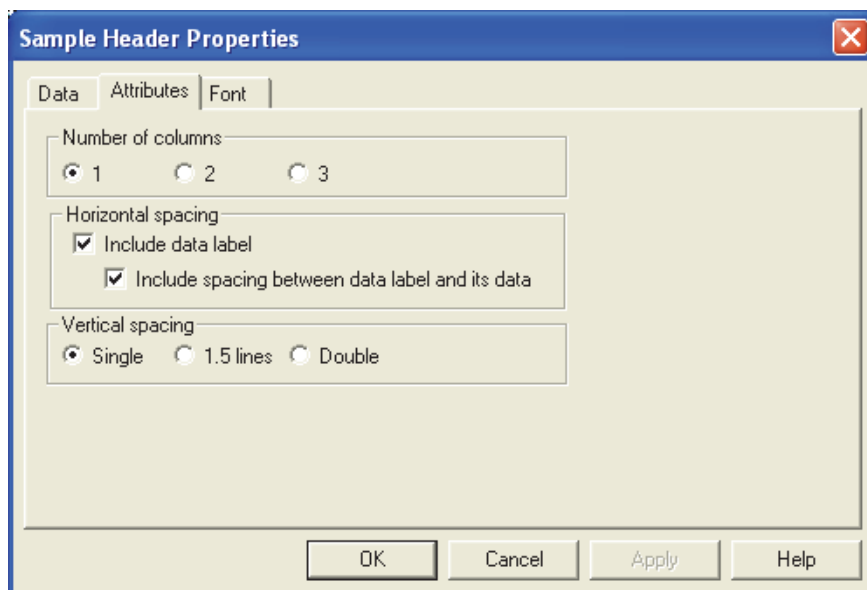 Sample Header Properties
Data Attributes Font
Number of columns
1 2 3
Horizontal spacing
Include data label
Include spacing between data label and its data
Vertical spacing
Single 1.5 lines Double
OK Cancel Apply Help